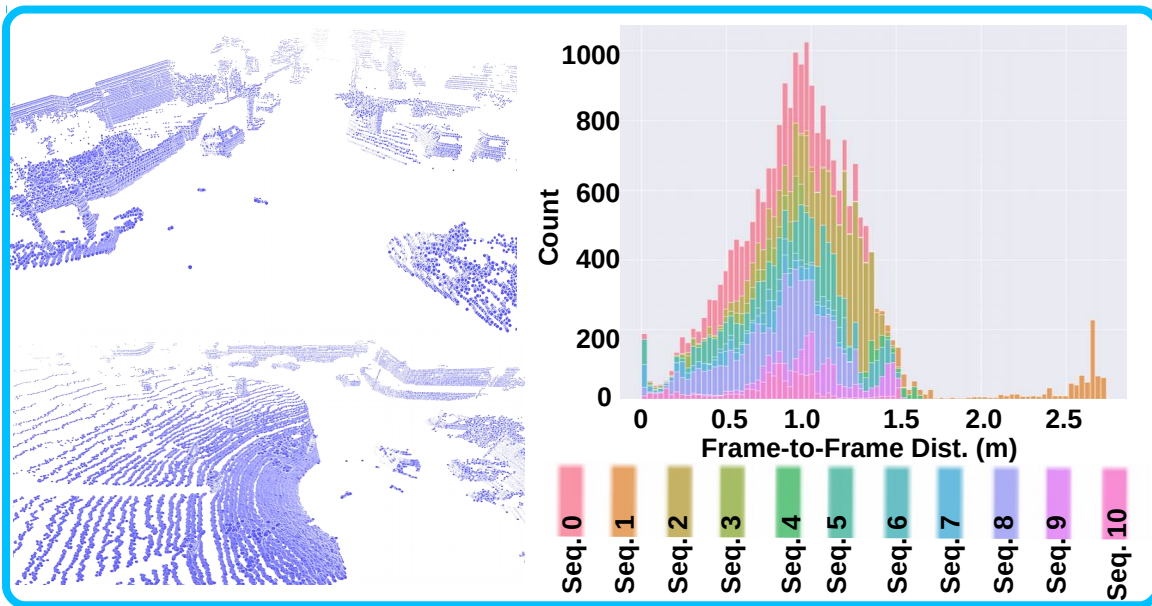 1000
800
600
400
200
0
Count
0 0.5 1.0 1.5 2.0 2.5
Frame-to-Frame Dist. (m)
Seq. 0
Seq. 1
Seq. 2
Seq. 3
Seq. 4
Seq. 5
Seq. 6
Seq. 7
Seq. 8
Seq. 9
Seq. 10